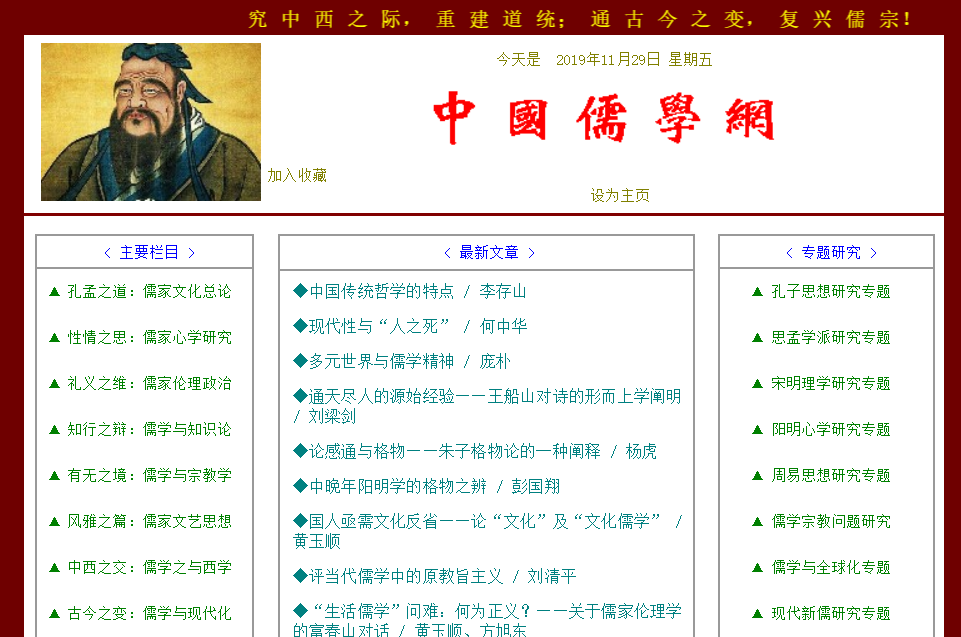 究中西之际，重建道统；通古今之变，复兴儒宗！
今天是 2019年11月29日 星期五
中國儒學網
加入收藏
设为主页
〈 主要栏目 〉
▲ 孔孟之道：儒家文化总论
▲ 性情之思：儒家心学研究
▲ 礼义之维：儒家伦理政治
▲ 知行之辩：儒学与知识论
▲ 有无之境：儒学与宗教学
▲ 风雅之篇：儒家文艺思想
▲ 中西之交：儒学之与西学
▲ 古今之变：儒学与现代化
〈 最新文章 〉
◆中国传统哲学的特点 / 李存山
◆现代性与“人之死” / 何中华
◆多元世界与儒学精神 / 庞朴
◆通天尽人的源始经验——王船山对诗的形而上学阐明
/ 刘梁剑
◆论感通与格物——朱子格物论的一种阐释 / 杨虎
◆中晚年阳明学的格物之辨 / 彭国翔
◆国人亟需文化反省——论“文化”及“文化儒学” /
黄玉顺
◆评当代儒学中的原教旨主义 / 刘清平
◆“生活儒学”问难：何为正义？——关于儒家伦理学
的富春山对话 / 黄玉顺、方旭东
〈 专题研究 〉
▲ 孔子思想研究专题
▲ 思孟学派研究专题
▲ 宋明理学研究专题
▲ 阳明心学研究专题
▲ 周易思想研究专题
▲ 儒学宗教问题研究
▲ 儒学与全球化专题
▲ 现代新儒研究专题